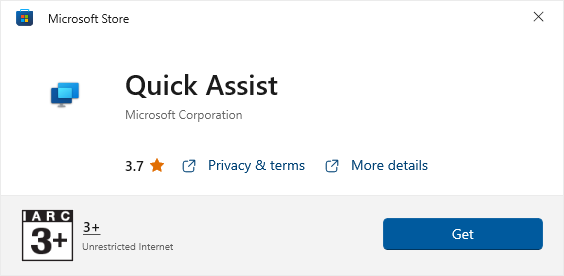 Microsoft Store
Quick Assist
Microsoft Corporation
3.7 Privacy & terms More details
IARC
3+
3+
Unrestricted Internet
Get